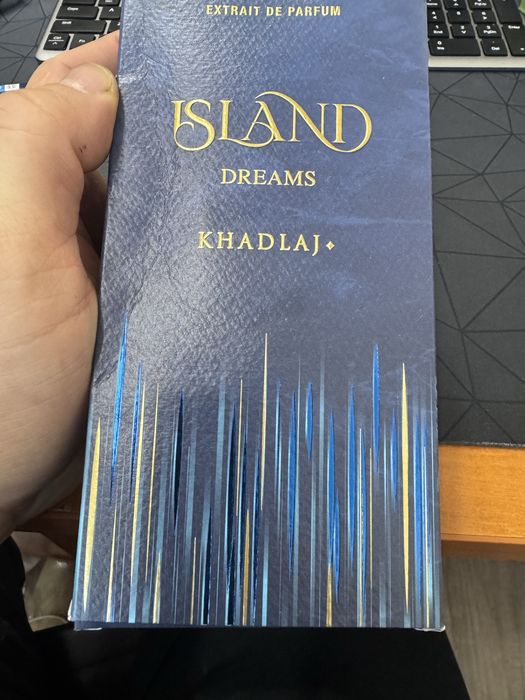 EXTRAIT DE PARFUM
ISLAND
DREAMS
KHADLAJ